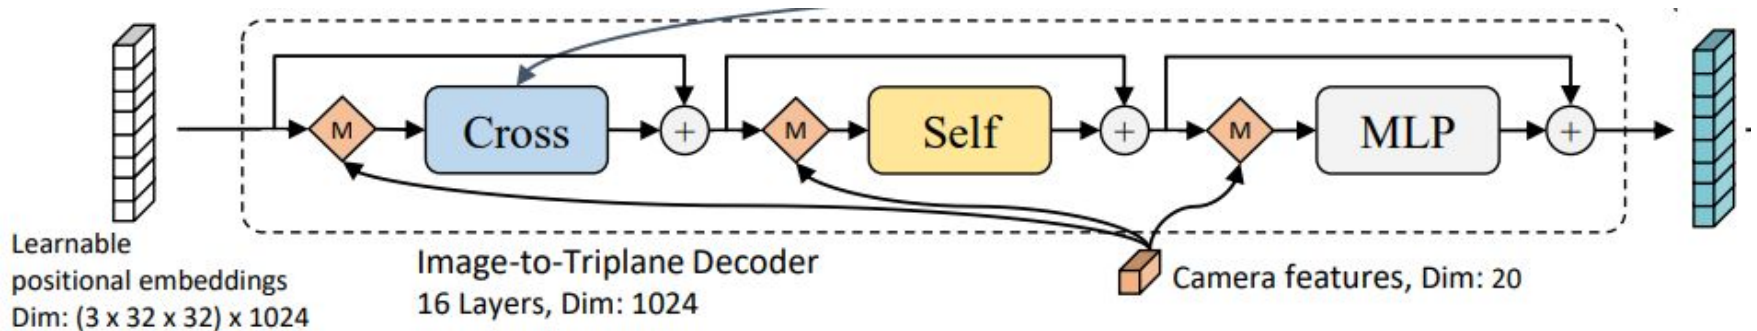 M
Cross
+
M
Self
+
M
MLP
+
Learnable
positional embeddings
Dim: (3 x 32 x 32) x 1024
Image-to-Triplane Decoder
16 Layers, Dim: 1024
Camera features, Dim: 20